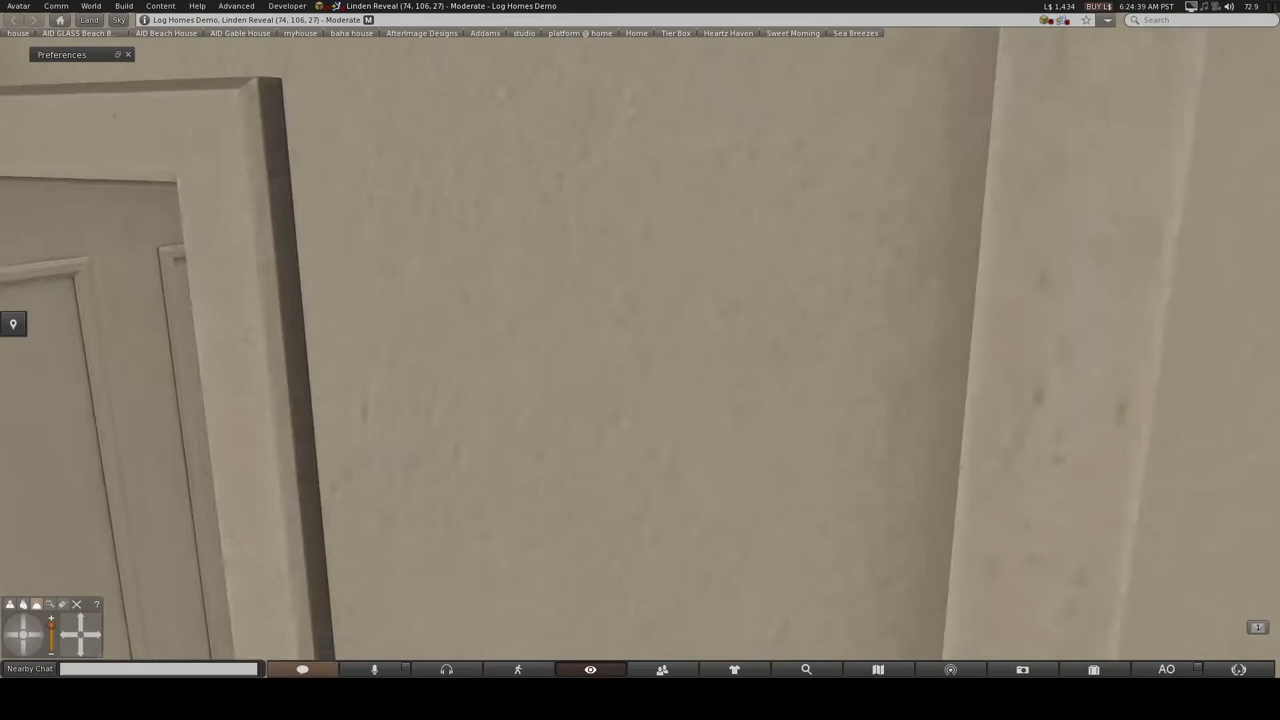 Avatar Comm World Build Content Help Advanced Developer Linden Reveal (74, 106, 27) - Moderate - Log Homes Demo L$ 1,434 BUY L$ 6:24:39 AM PST 72.9
Land Sky Log Homes Demo, Linden Reveal (74, 106, 27) - Moderate M Search
house AID GLASS Beach B... AID Beach House AID Gable House myhouse baha house AfterImage Designs Addams studio platform @ home Home Tier Box Heartz Haven Sweet Morning Sea Breezes
Preferences
?
1
Nearby Chat AO